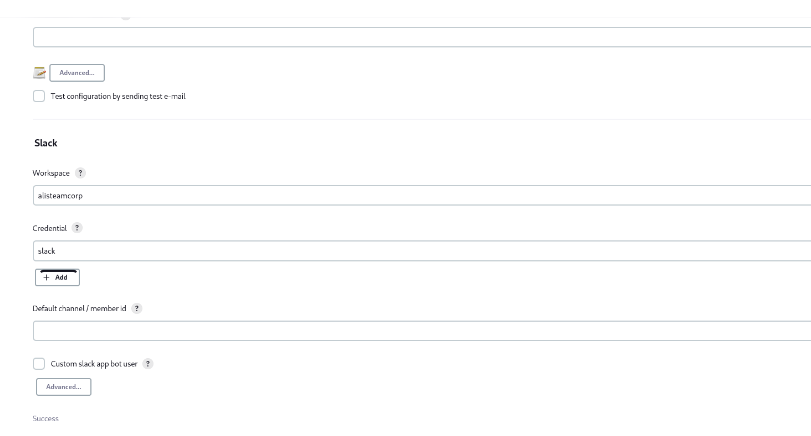 Advanced...
Test configuration by sending test e-mail
Slack
Workspace ?
alisteamcorp
Credential ?
slack
+ Add
Default channel / member id ?
Custom slack app bot user ?
Advanced...
Success